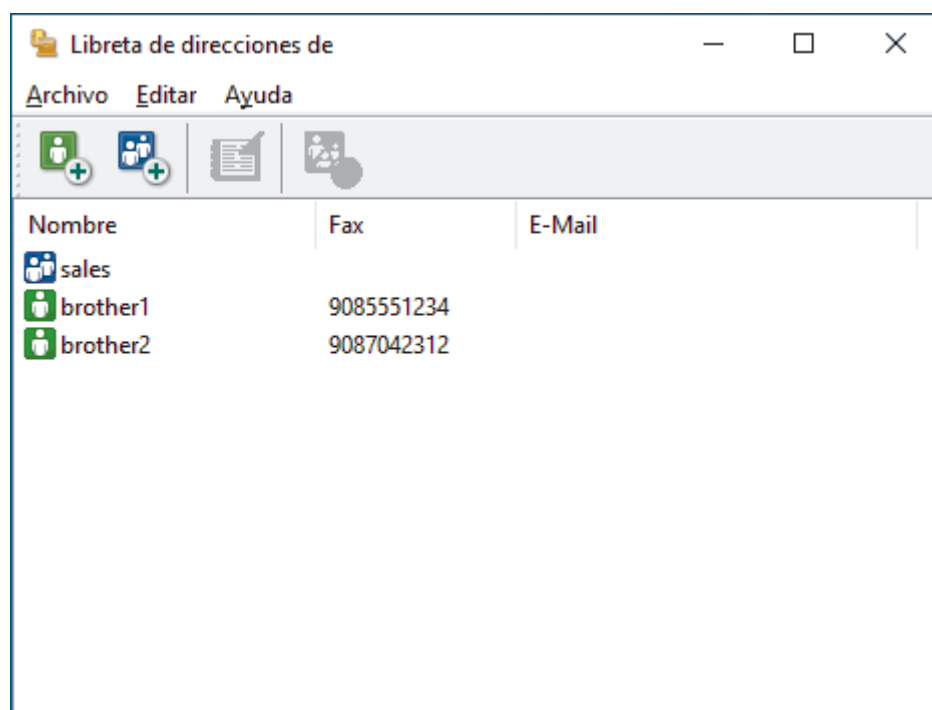 Libreta de direcciones de
Archivo Editar Ayuda
Nombre Fax E-Mail
sales
brother1 9085551234
brother2 9087042312